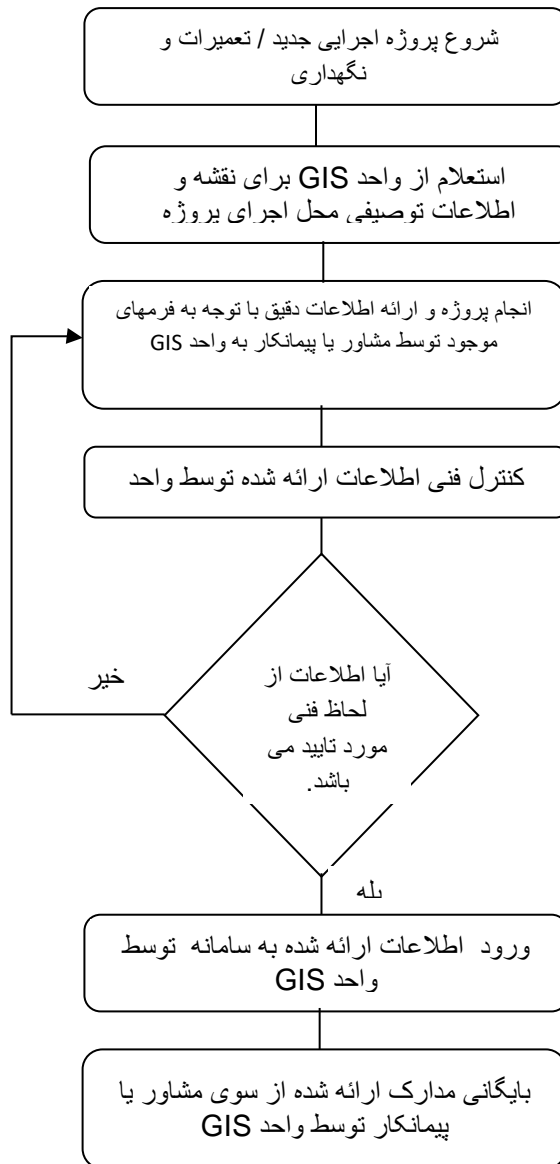 شروع پروژه اجرایی جدید / تعمیرات و
نگهداری
استعلام از واحد GIS برای نقشه و
اطلاعات توصیفی محل اجرای پروژه
انجام پروژه و ارائه اطلاعات دقیق با توجه به فرمهای
موجود توسط مشاور یا پیمانکار به واحد GIS
کنترل فنی اطلاعات ارائه شده توسط واحد
آیا اطلاعات از
لحاظ فنی
مورد تایید می
باشد.
خیر
بله
ورود اطلاعات ارائه شده به سامانه توسط
واحد GIS
بایگانی مدارک ارائه شده از سوی مشاور یا
پیمانکار توسط واحد GIS